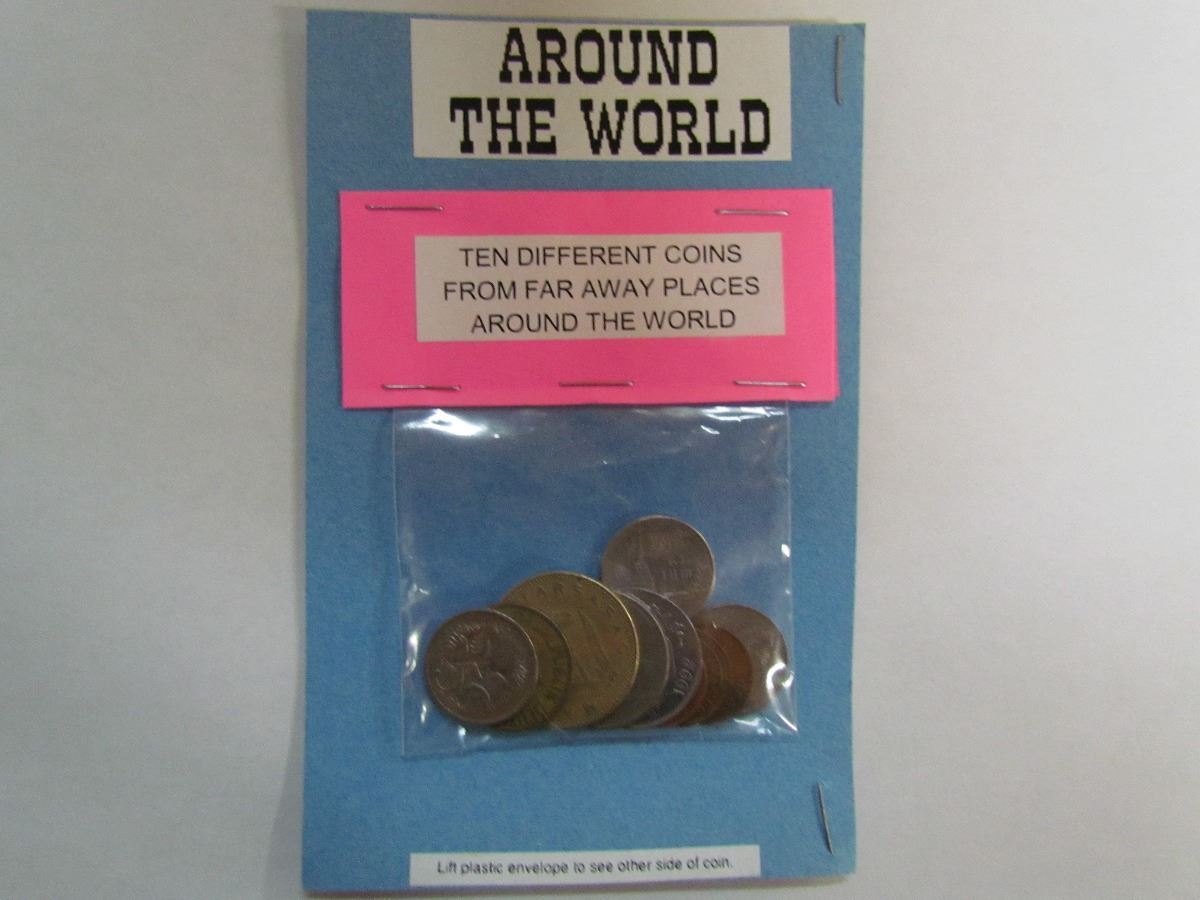 AROUND
THE WORLD
TEN DIFFERENT COINS
FROM FAR AWAY PLACES
AROUND THE WORLD
1992
Lift plastic envelope to see other side of coin.